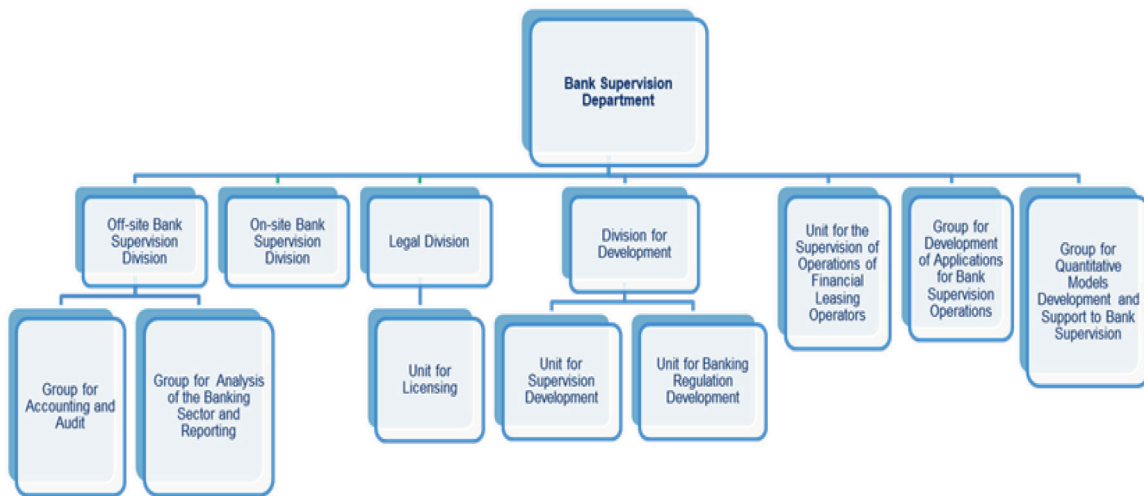 Bank Supervision
Department
Off-site Bank
Supervision
Division
On-site Bank
Supervision
Division
Legal Division
Division for
Development
Unit for the
Supervision of
Operations of
Financial
Leasing
Operators
Group for
Development
of Applications
for Bank
Supervision
Operations
Group for
Quantitative
Models
Development and
Support to Bank
Supervision
Group for
Accounting and
Audit
Group for Analysis
of the Banking
Sector and
Reporting
Unit for
Licensing
Unit for
Supervision
Development
Unit for Banking
Regulation
Development